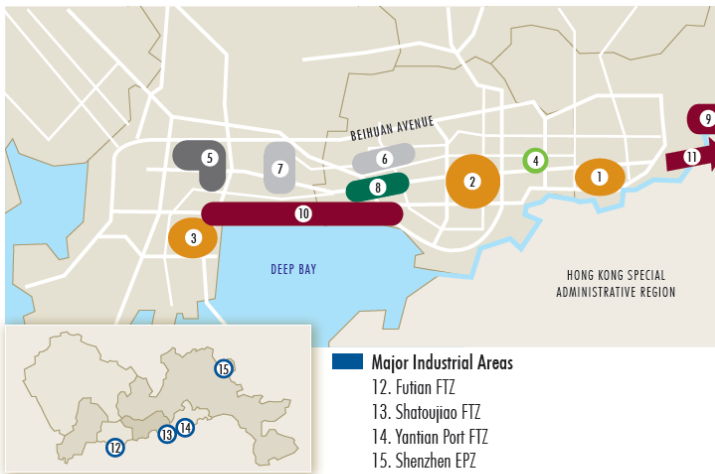 BEIHUAN AVENUE
9
5
7
6
4
11
8
2
1
10
3
DEEP BAY
HONG KONG SPECIAL
ADMINISTRATIVE REGION
15
14
13
12
Major Industrial Areas
12. Futian FTZ
13. Shatoujiao FTZ
14. Yantian Port FTZ
15. Shenzhen EPZ